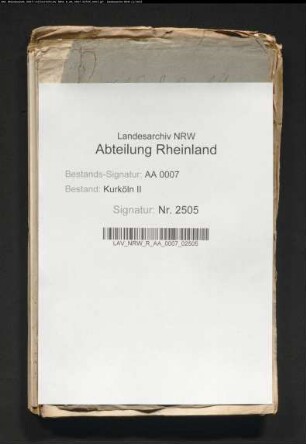 Landesarchiv NRW
Abteilung Rheinland
Bestands-Signatur: AA 0007
Bestand: Kurköln II
Signatur: Nr. 2505
LAV_NRW_R_AA_0007_02505